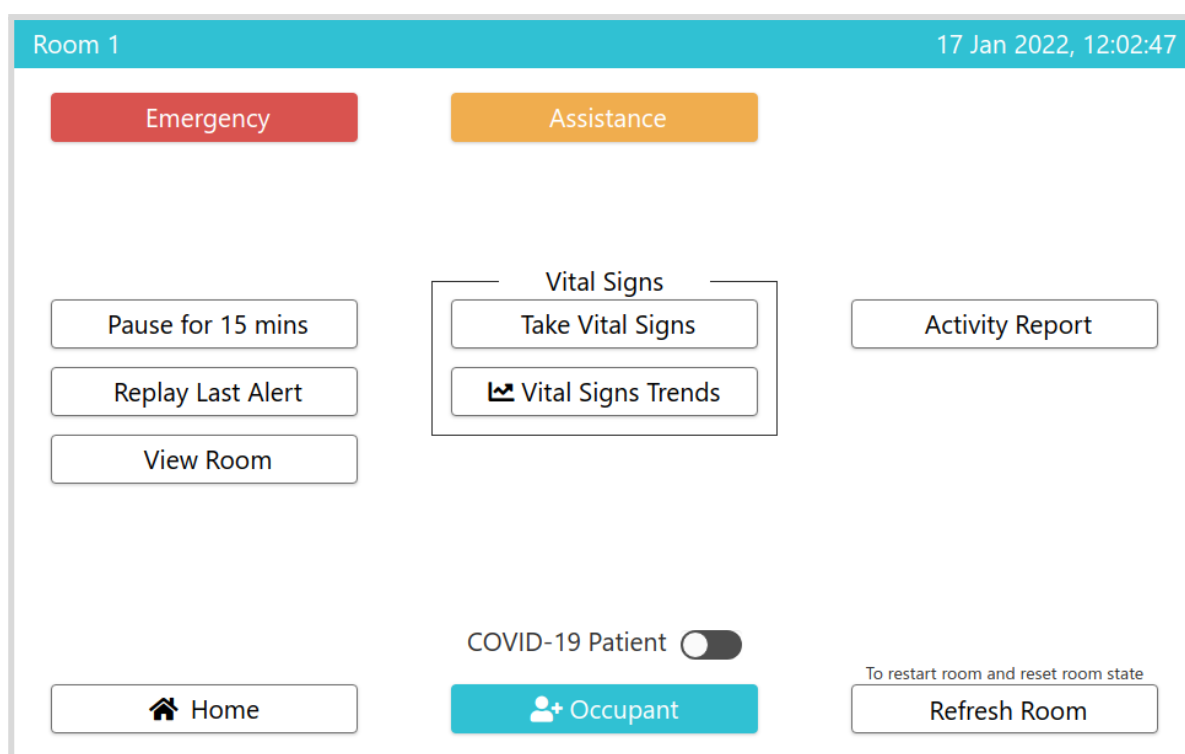 Room 1
17 Jan 2022, 12:02:47
Emergency
Assistance
Vital Signs
Pause for 15 mins
Take Vital Signs
Activity Report
Replay Last Alert
Vital Signs Trends
View Room
COVID-19 Patient
To restart room and reset room state
Home
Occupant
Refresh Room